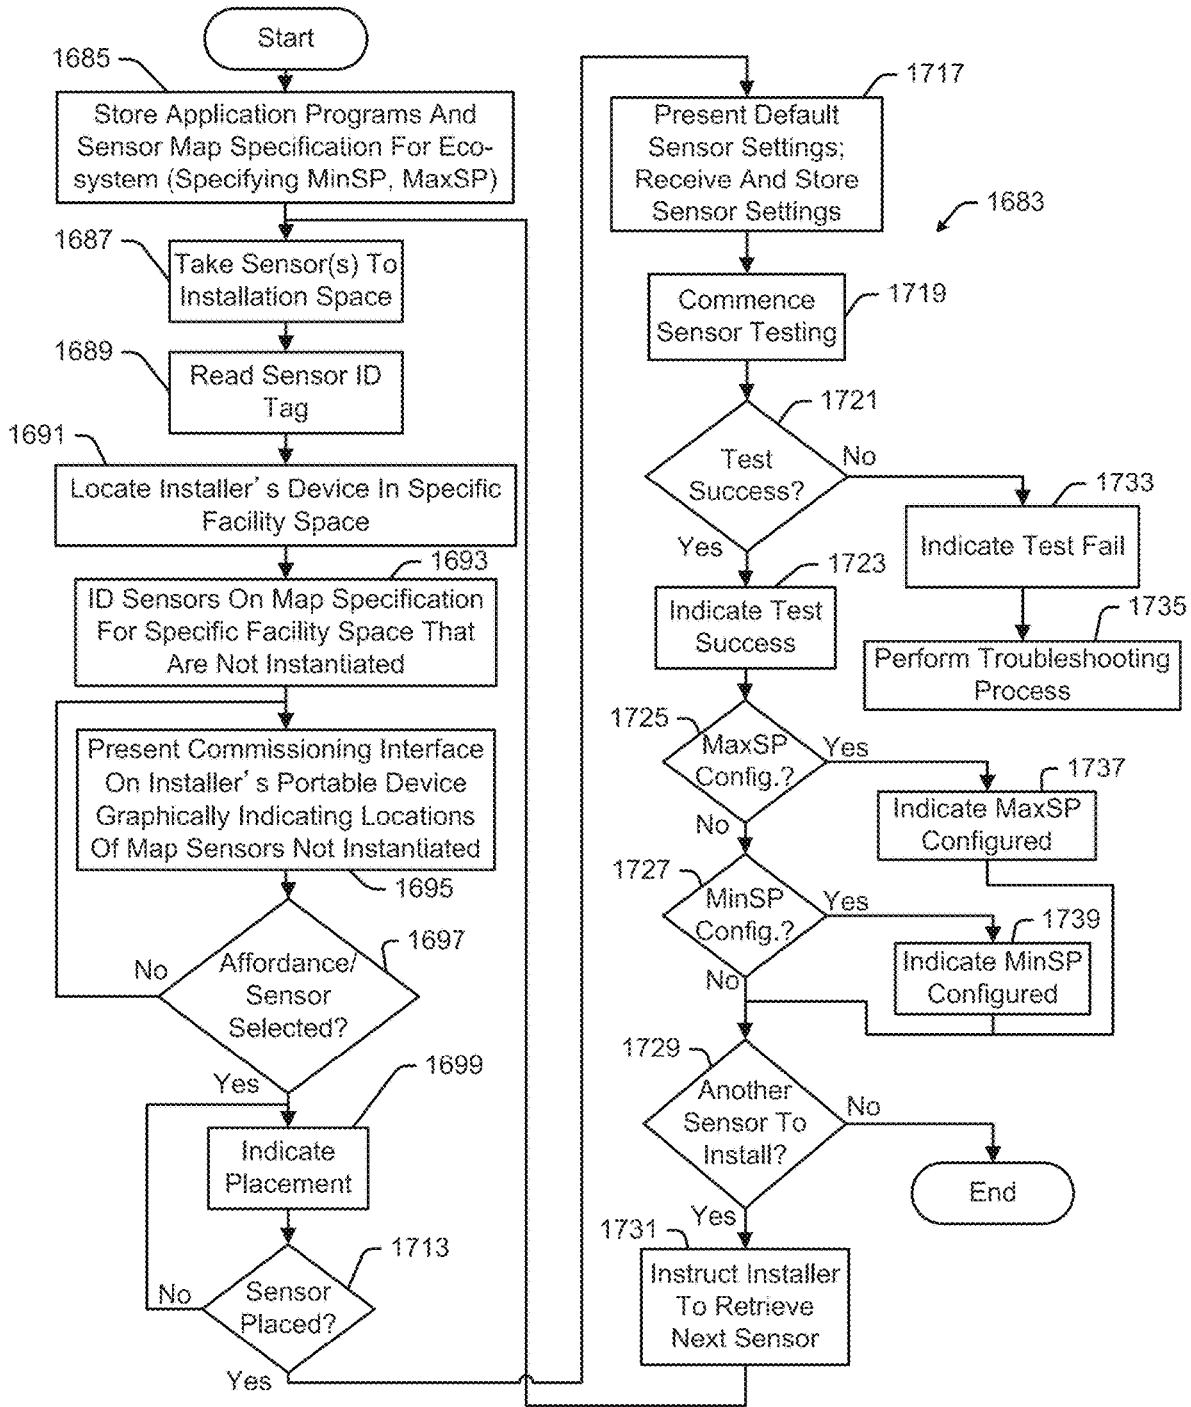 Start
1685
Store Application Programs And
Sensor Map Specification For Eco-
system (Specifying MinSP, MaxSP)
1687
Take Sensor(s) To
Installation Space
1689
Read Sensor ID
Tag
1691
Locate Installer's Device In Specific
Facility Space
1693
ID Sensors On Map Specification
For Specific Facility Space That
Are Not Instantiated
Present Commissioning Interface
On Installer's Portable Device
Graphically Indicating Locations
Of Map Sensors Not Instantiated
1695
1697
No
Affordance/
Sensor
Selected?
Yes
1699
Indicate
Placement
1713
No
Sensor
Placed?
Yes
1717
Present Default
Sensor Settings;
Receive And Store
Sensor Settings
1683
1719
Commence
Sensor Testing
1721
Test
Success?
No
Yes
1733
Indicate Test Fail
1735
Perform Troubleshooting
Process
1723
Indicate Test
Success
1725
MaxSP
Config.?
Yes
No
1737
Indicate MaxSP
Configured
1727
MinSP
Config.?
Yes
No
1739
Indicate MinSP
Configured
1729
Another
Sensor To
Install?
No
Yes
End
1731
Instruct Installer
To Retrieve
Next Sensor